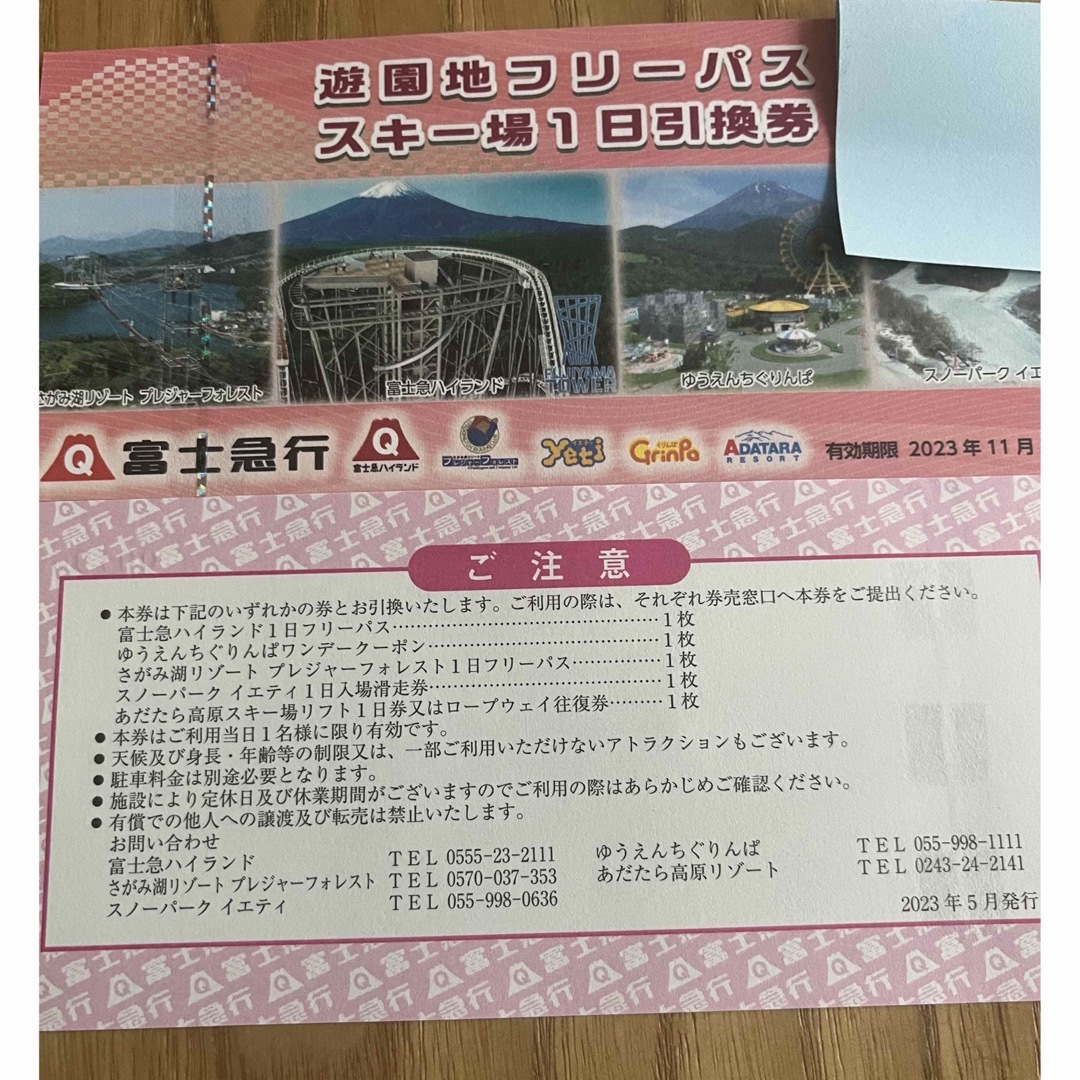 遊園地フリーパス
スキー場1日引換券
さがみ湖リゾート プレジャーフォレスト
富士急ハイランド
FUJIYAMA TOWER
ゆうえんちぐりんぱ
スノーパーク イエ
富士急行
富士急ハイランド
プレジャーフォレスト
Yeti
ぐりんぱ
GrinPa
ADATARA
RESORT
有効期限 2023年11月
ご注意
●本券は下記のいずれかの券とお引換いたします。ご利用の際は、それぞれ券売窓口へ本券をご提出ください。
富士急ハイランド1日フリーパス……………………………………1枚
ゆうえんちぐりんぱワンデークーポン………………………………1枚
さがみ湖リゾート プレジャーフォレスト1日フリーパス…………1枚
スノーパーク イエティ1日入場滑走券………………………………1枚
あだたら高原スキー場リフト1日券又はロープウェイ往復券………1枚
●本券はご利用当日1名様に限り有効です。
●天候及び身長・年齢等の制限又は、一部ご利用いただけないアトラクションもございます。
●駐車料金は別途必要となります。
●施設により定休日及び休業期間がございますのでご利用の際はあらかじめご確認ください。
●有償での他人への譲渡及び転売は禁止いたします。
お問い合わせ
富士急ハイランド TEL 0555-23-2111
さがみ湖リゾート プレジャーフォレスト TEL 0570-037-353
スノーパーク イエティ TEL 055-998-0636
ゆうえんちぐりんぱ TEL 055-998-1111
あだたら高原リゾート TEL 0243-24-2141
2023年5月発行